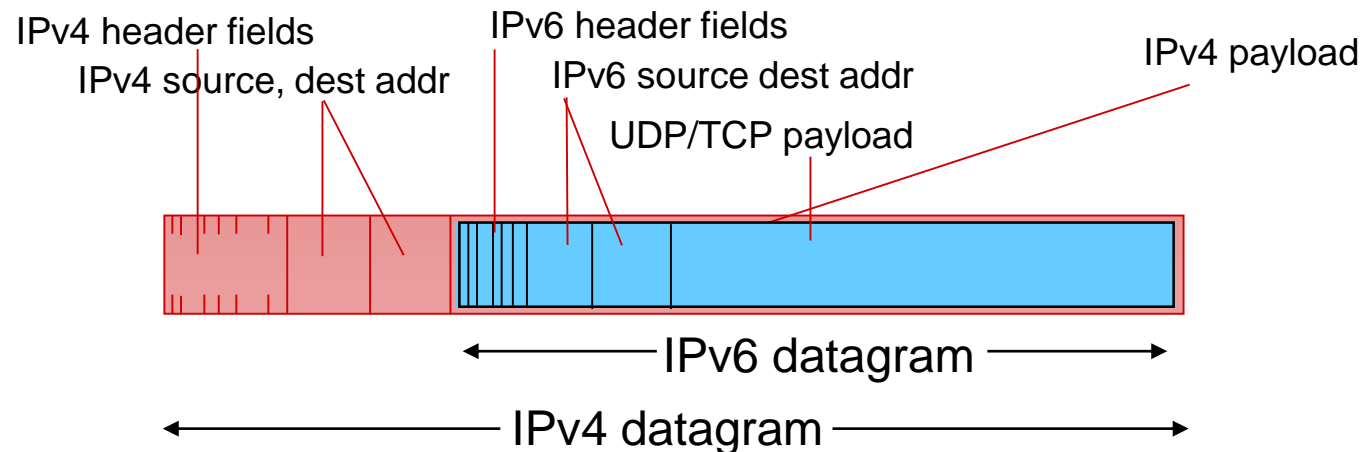 IPv4 header fields
IPv6 header fields
IPv4 payload
IPv4 source, dest addr
IPv6 source dest addr
UDP/TCP payload
IPv6 datagram
IPv4 datagram